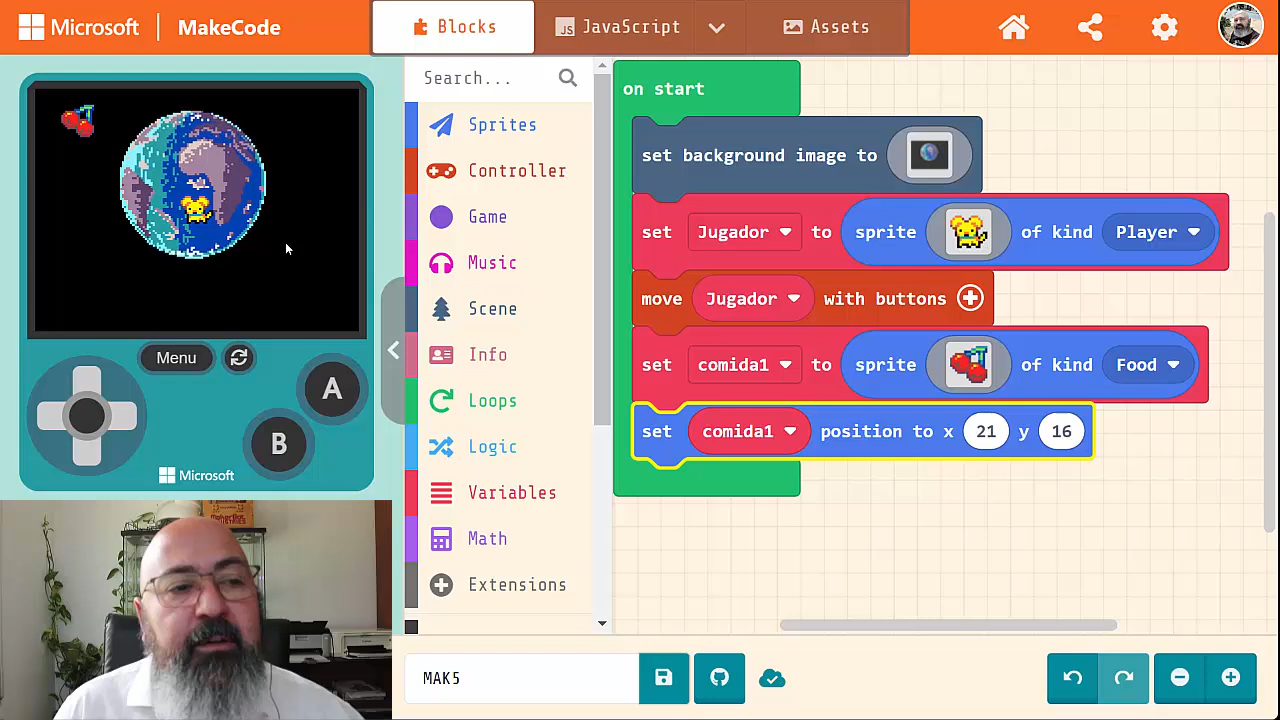 Microsoft
MakeCode
Blocks
JavaScript
Assets
Search...
Sprites
Controller
Game
Music
Scene
Info
Loops
Logic
Variables
Math
Extensions
on start
set background image to
set Jugador to sprite of kind Player
move Jugador with buttons
set comida1 to sprite of kind Food
set comida1 position to x 21 y 16
Menu
A
B
Microsoft
MAK5